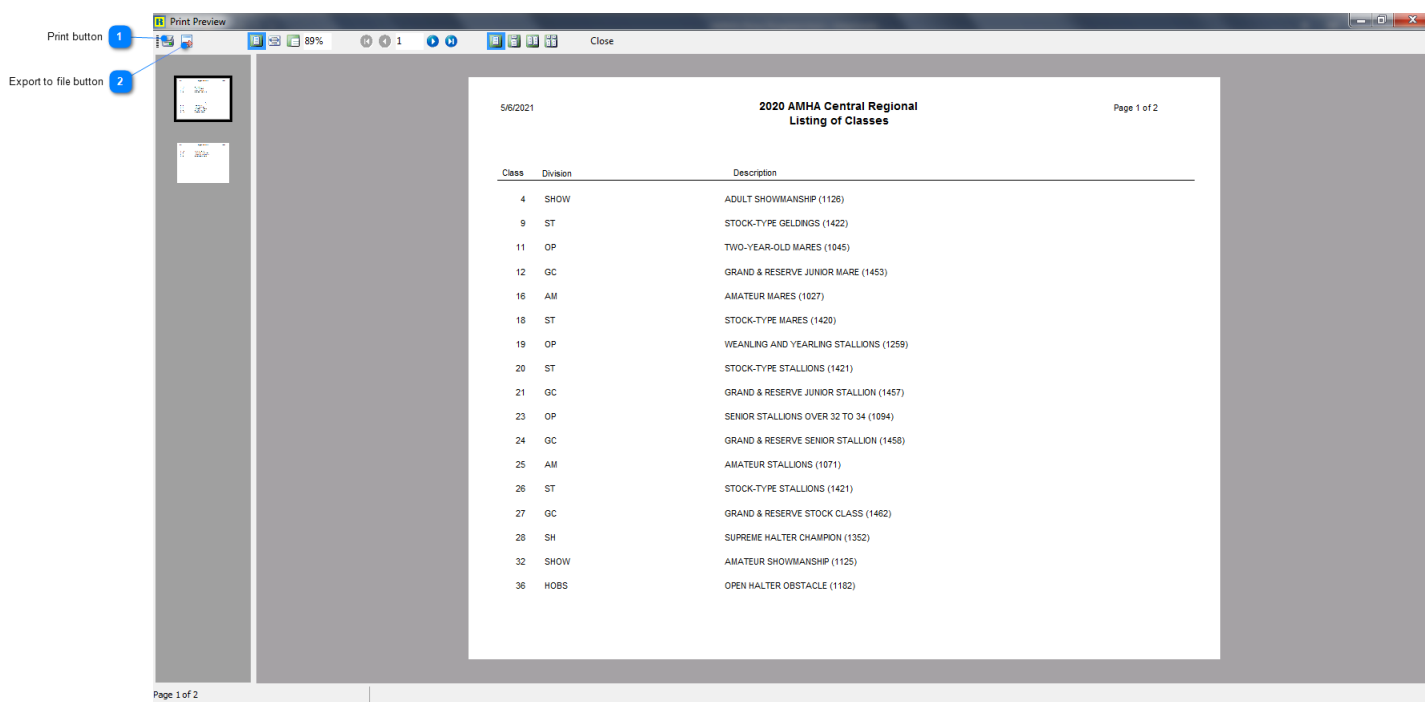 Print Preview
Print button 1
89% 1 Close
Export to file button 2
5/6/2021 2020 AMHA Central Regional Page 1 of 2
Listing of Classes
Class Division Description
4 SHOW ADULT SHOWMANSHIP (1126)
9 ST STOCK-TYPE GELDINGS (1422)
11 OP TWO-YEAR-OLD MARES (1045)
12 GC GRAND & RESERVE JUNIOR MARE (1453)
16 AM AMATEUR MARES (1027)
18 ST STOCK-TYPE MARES (1420)
19 OP WEANLING AND YEARLING STALLIONS (1259)
20 ST STOCK-TYPE STALLIONS (1421)
21 GC GRAND & RESERVE JUNIOR STALLION (1457)
23 OP SENIOR STALLIONS OVER 32 TO 34 (1094)
24 GC GRAND & RESERVE SENIOR STALLION (1458)
25 AM AMATEUR STALLIONS (1071)
26 ST STOCK-TYPE STALLIONS (1421)
27 GC GRAND & RESERVE STOCK CLASS (1462)
28 SH SUPREME HALTER CHAMPION (1352)
32 SHOW AMATEUR SHOWMANSHIP (1125)
36 HOBS OPEN HALTER OBSTACLE (1182)
Page 1 of 2